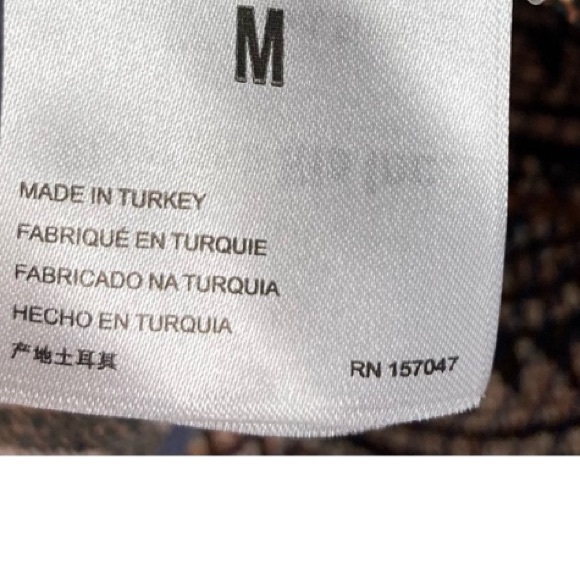 M
MADE IN TURKEY
FABRIQUÉ EN TURQUIE
FABRICADO NA TURQUIA
HECHO EN TURQUIA
产地土耳其
RN 157047